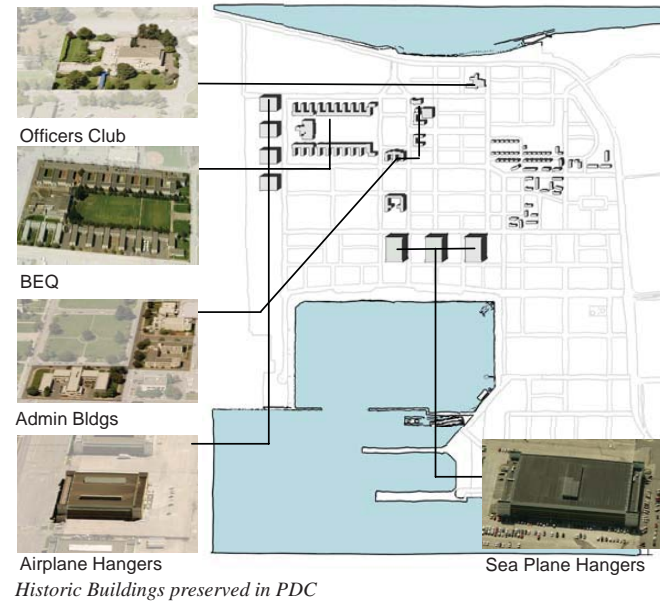 Officers Club
BEQ
Admin Bldgs
Airplane Hangers
Sea Plane Hangers
Historic Buildings preserved in PDC